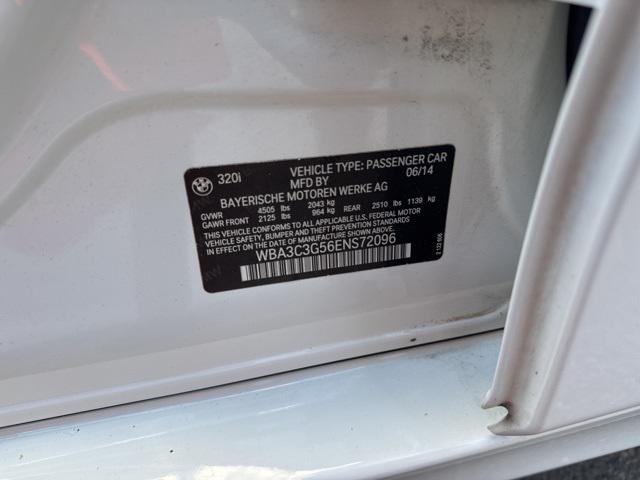 320i
VEHICLE TYPE: PASSENGER CAR
MFD BY 06/14
BAYERISCHE MOTOREN WERKE AG
GVWR 4505 lbs 2043 kg
GAWR FRONT 2125 lbs 964 kg REAR 2510 lbs 1139 kg
THIS VEHICLE CONFORMS TO ALL APPLICABLE FEDERAL MOTOR
VEHICLE SAFETY, BUMPER AND THEFT PREVENTION STANDARDS
IN EFFECT ON THE DATE OF MANUFACTURE SHOWN ABOVE.
WBA3C3G56ENS72096